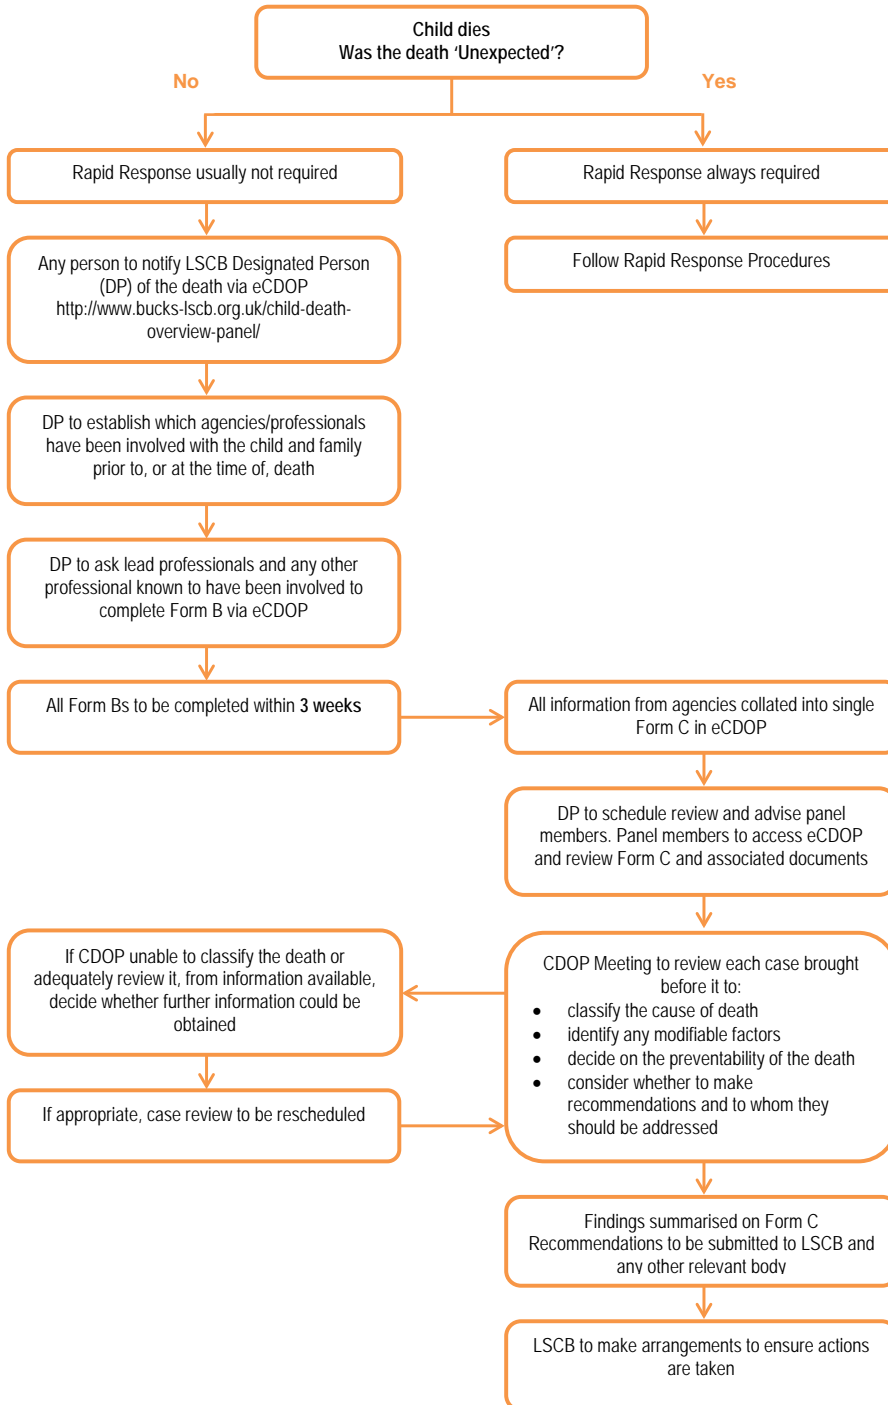 Child dies
Was the death ‘Unexpected’?
No
Yes
Rapid Response usually not required
Rapid Response always required
Any person to notify LSCB Designated Person
(DP) of the death via eCDOP
http://www.bucks-lscb.org.uk/child-death-
overview-panel/
Follow Rapid Response Procedures
DP to establish which agencies/professionals
have been involved with the child and family
prior to, or at the time of, death
DP to ask lead professionals and any other
professional known to have been involved to
complete Form B via eCDOP
All Form Bs to be completed within 3 weeks
All information from agencies collated into single
Form C in eCDOP
DP to schedule review and advise panel
members. Panel members to access eCDOP
and review Form C and associated documents
If CDOP unable to classify the death or
adequately review it, from information available,
decide whether further information could be
obtained
CDOP Meeting to review each case brought
before it to:
• classify the cause of death
• identify any modifiable factors
• decide on the preventability of the death
• consider whether to make
recommendations and to whom they
should be addressed
If appropriate, case review to be rescheduled
Findings summarised on Form C
Recommendations to be submitted to LSCB and
any other relevant body
LSCB to make arrangements to ensure actions
are taken